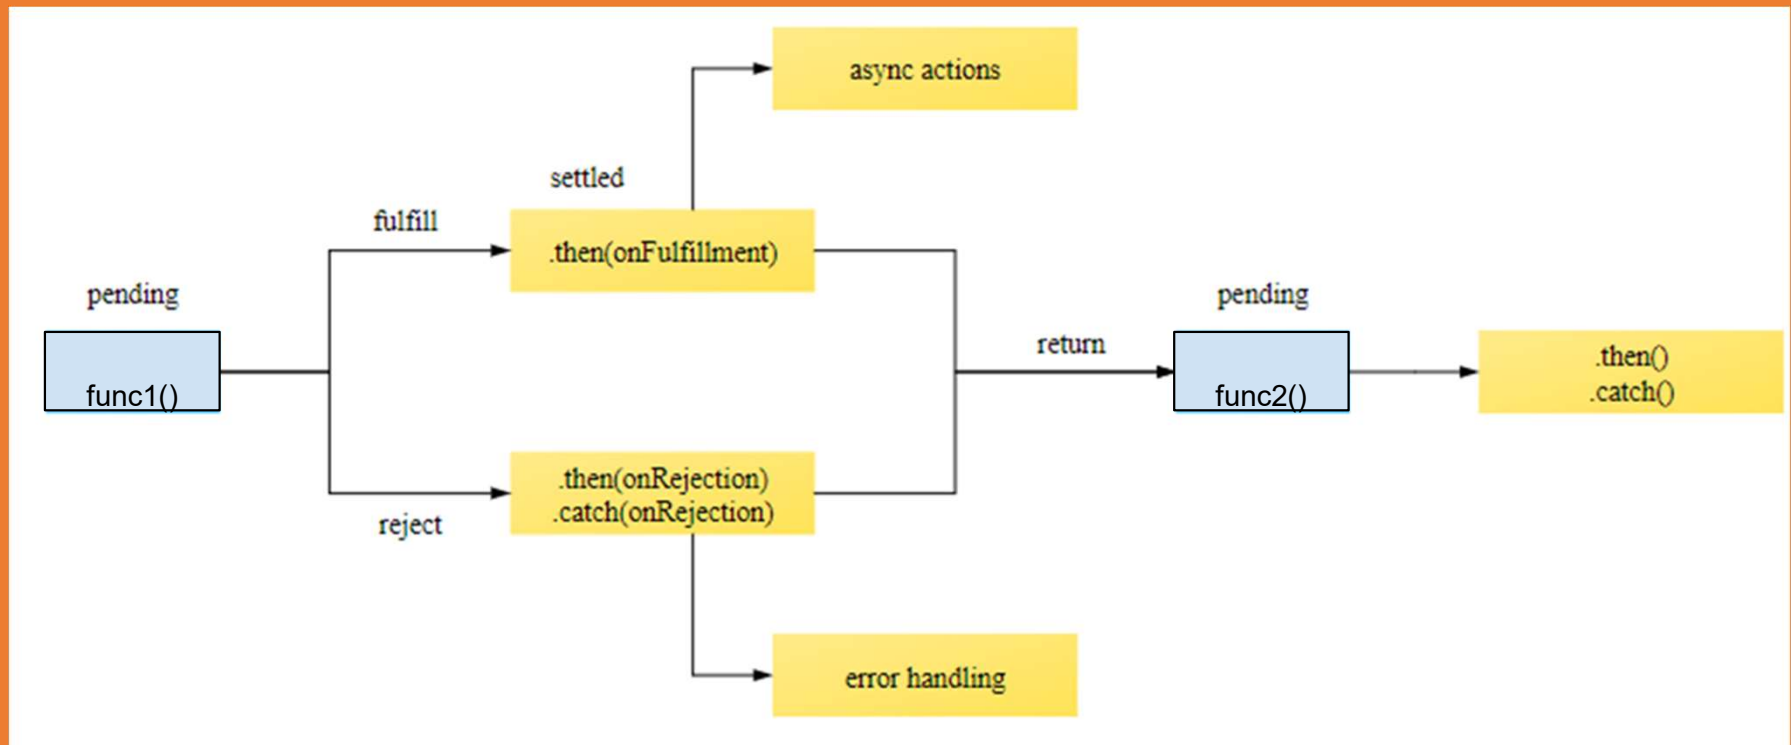 async actions
settled
fulfill
.then(onFulfillment)
pending
func1()
pending
return
func2()
.then()
.catch()
.then(onRejection)
.catch(onRejection)
reject
error handling